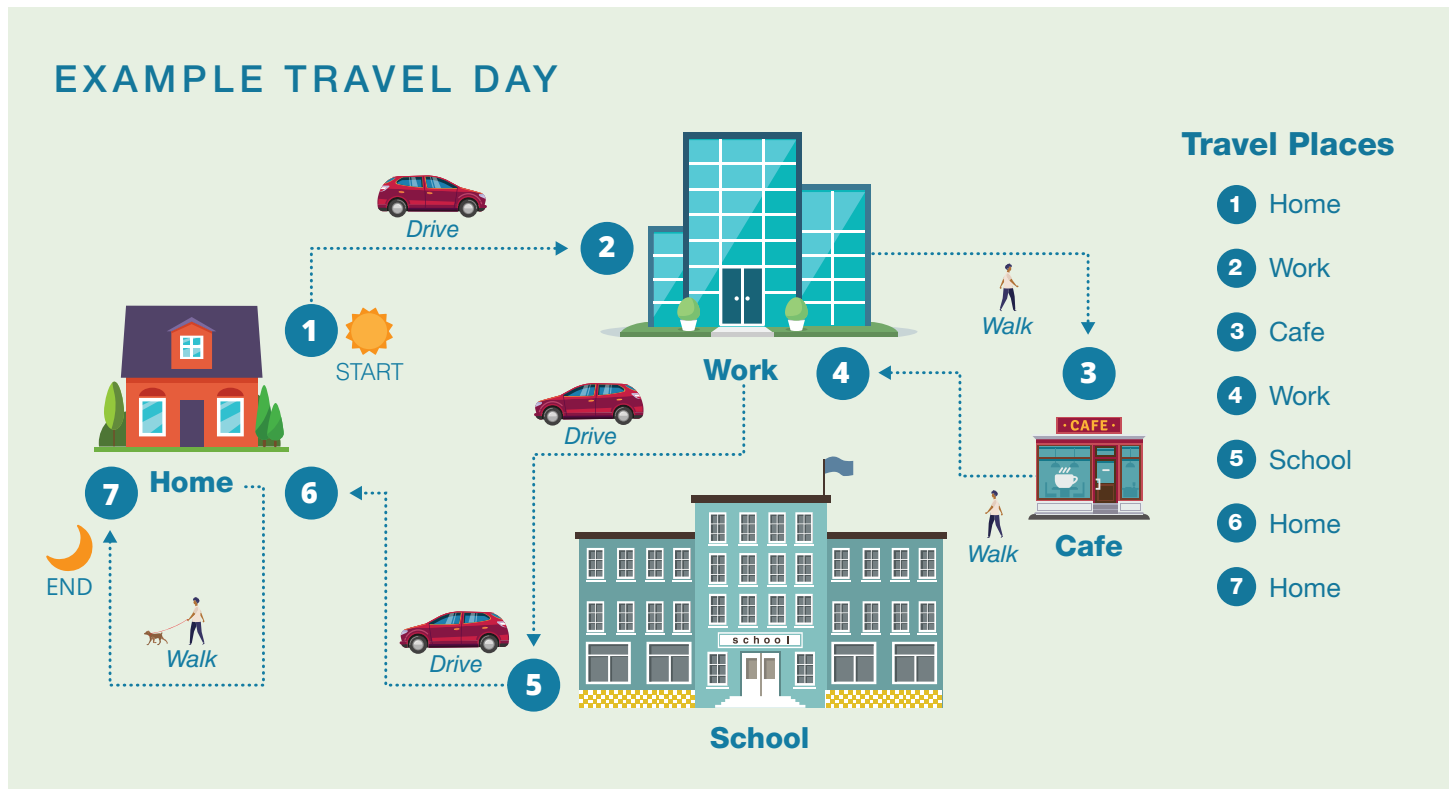 EXAMPLE TRAVEL DAY
Drive
2
1
START
Work
4
Walk
3
· CAFE ·
Cafe
Walk
Drive
7
Home
6
END
Walk
Drive
5
school
School
Travel Places
1 Home
2 Work
3 Cafe
4 Work
5 School
6 Home
7 Home